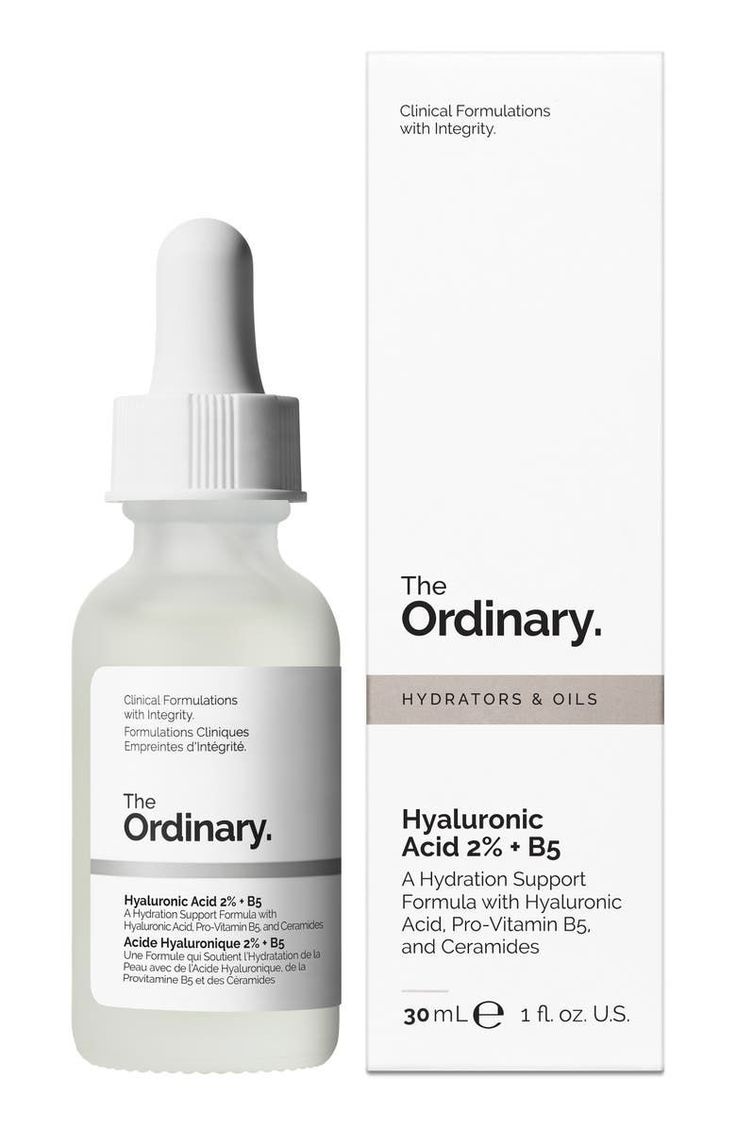 Clinical Formulations
with Integrity.
Formulations Cliniques
Empreintes d'Intégrité.
The
Ordinary.
Hyaluronic Acid 2% + B5
A Hydration Support Formula with
Hyaluronic Acid, Pro-Vitamin B5, and Ceramides
Acide Hyaluronique 2% + B5
Une Formule qui Soutient l'Hydratation de la
Peau avec de l'Acide Hyaluronique, de la
Provitamine B5 et des Céramides
Clinical Formulations
with Integrity.
The
Ordinary.
HYDRATORS & OILS
Hyaluronic
Acid 2% + B5
A Hydration Support
Formula with Hyaluronic
Acid, Pro-Vitamin B5,
and Ceramides
30 mL ℮ 1 fl. oz. U.S.